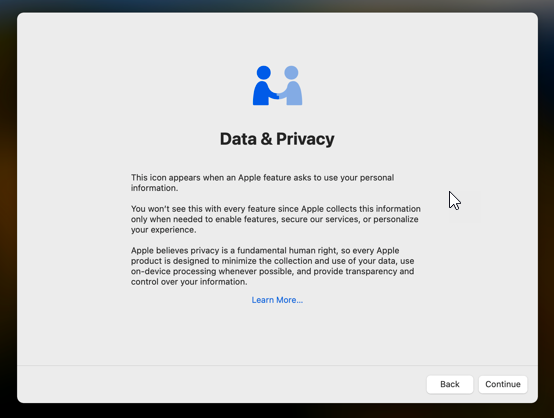 Data & Privacy
This icon appears when an Apple feature asks to use your personal
information.
You won't see this with every feature since Apple collects this information
only when needed to enable features, secure our services, or personalize
your experience.
Apple believes privacy is a fundamental human right, so every Apple
product is designed to minimize the collection and use of your data, use
on-device processing whenever possible, and provide transparency and
control over your information.
Learn More...
Back
Continue